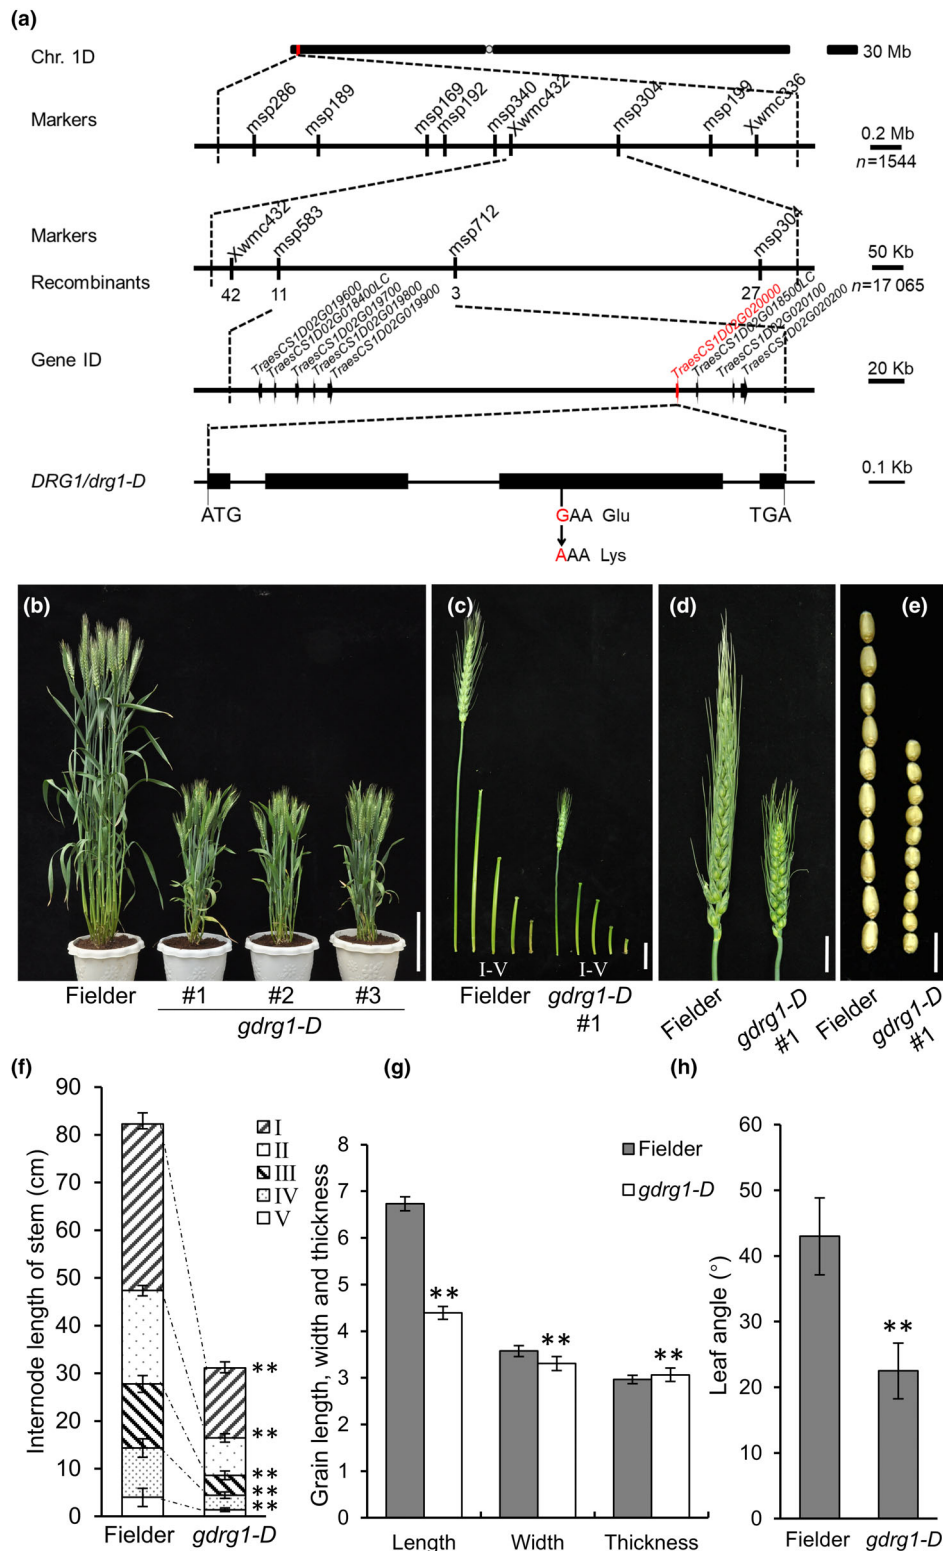 (a)
Chr. 1D
30 Mb
Markers
msp286
msp189
msp169
msp192
msp340
Xwmc432
msp304
msp199
Xwmc336
0.2 Mb
n=1544
Markers
Xwmc432
msp583
msp712
msp304
50 Kb
Recombinants
42
11
3
27
n=17 065
Gene ID
TraesCS1D02G019600
TraesCS1D02G018400LC
TraesCS1D02G019700
TraesCS1D02G019800
TraesCS1D02G019900
TraesCS1D02G020000
TraesCS1D02G018500LC
TraesCS1D02G020100
TraesCS1D02G020200
20 Kb
DRG1/drg1-D
0.1 Kb
ATG
GAA Glu
TGA
AAA Lys
(b)
Fielder
#1
#2
#3
gdrg1-D
(c)
I-V
I-V
Fielder
gdrg1-D
#1
(d)
Fielder
gdrg1-D
#1
(e)
Fielder
gdrg1-D
#1
(f)
Internode length of stem (cm)
90
80
70
60
50
40
30
20
10
0
I
II
III
IV
V
**
**
**
**
**
Fielder
gdrg1-D
(g)
Grain length, width and thickness
8
7
6
5
4
3
2
1
0
Fielder
gdrg1-D
**
**
**
Length
Width
Thickness
(h)
Leaf angle (°)
60
50
40
30
20
10
0
**
Fielder
gdrg1-D